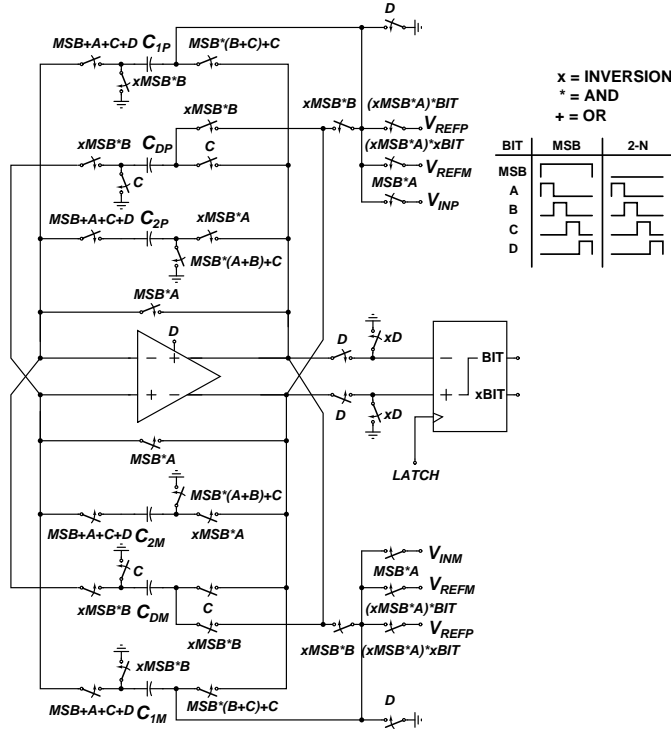 D
MSB+A+C+D C1P MSB*(B+C)+C
xMSB*B
x = INVERSION
* = AND
+ = OR
xMSB*B
xMSB*B (xMSB*A)*BIT
VREFP
xMSB*B CDP
C
C
(xMSB*A)*xBIT
VREFM
MSB*A
VINP
BIT MSB 2-N
MSB
A
B
C
D
MSB+A+C+D C2P xMSB*A
MSB*(A+B)+C
MSB*A
D
D
xD
− + −
− BIT
+ −
+ xBIT
+
D
xD
MSB*A
LATCH
MSB*(A+B)+C
MSB+A+C+D C2M xMSB*A
VINM
MSB*A
C
VREFM
xMSB*B CDM C
(xMSB*A)*BIT
VREFP
xMSB*B
xMSB*B (xMSB*A)*xBIT
xMSB*B
D
MSB+A+C+D C1M MSB*(B+C)+C